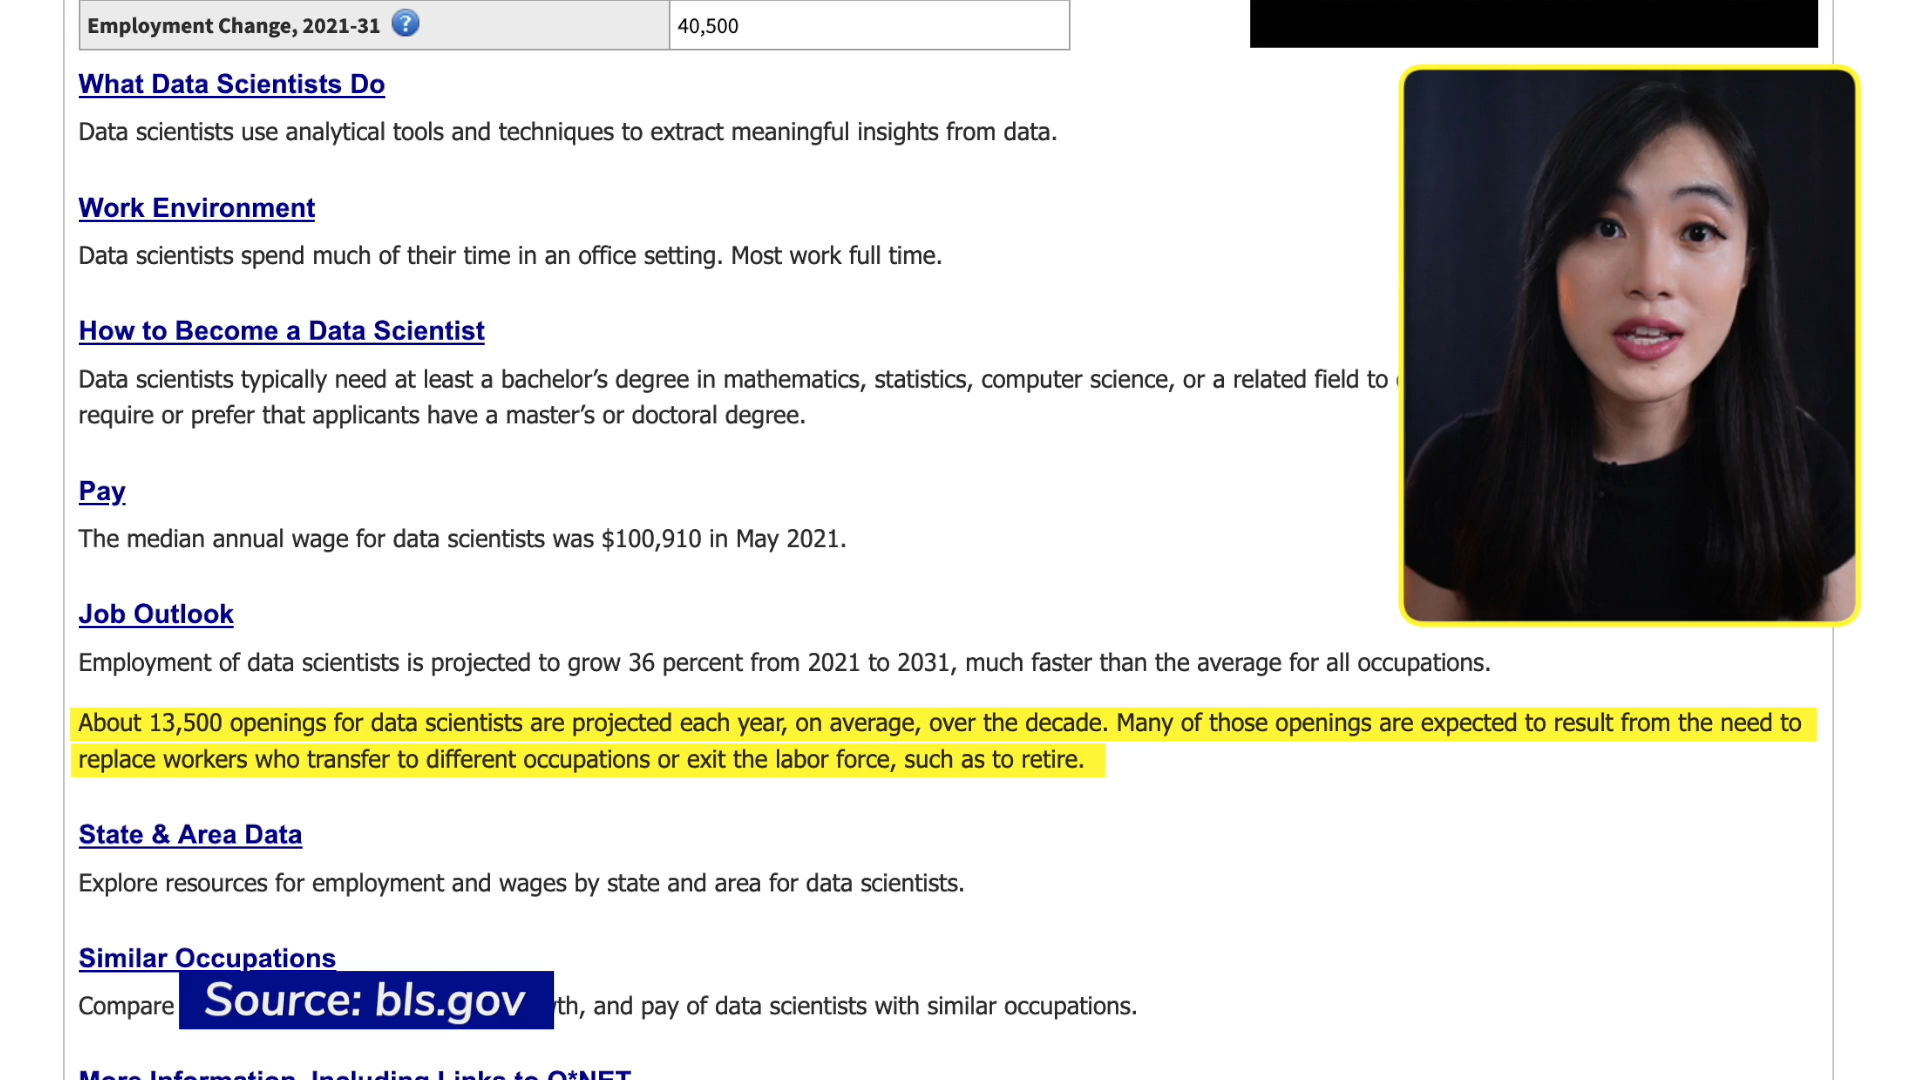 Employment Change, 2021-31
40,500
What Data Scientists Do
Data scientists use analytical tools and techniques to extract meaningful insights from data.
Work Environment
Data scientists spend much of their time in an office setting. Most work full time.
How to Become a Data Scientist
Data scientists typically need at least a bachelor’s degree in mathematics, statistics, computer science, or a related field to
require or prefer that applicants have a master’s or doctoral degree.
Pay
The median annual wage for data scientists was $100,910 in May 2021.
Job Outlook
Employment of data scientists is projected to grow 36 percent from 2021 to 2031, much faster than the average for all occupations.
About 13,500 openings for data scientists are projected each year, on average, over the decade. Many of those openings are expected to result from the need to
replace workers who transfer to different occupations or exit the labor force, such as to retire.
State & Area Data
Explore resources for employment and wages by state and area for data scientists.
Similar Occupations
Compare
Source: bls.gov
and pay of data scientists with similar occupations.
More Information, Including Links to O*NET